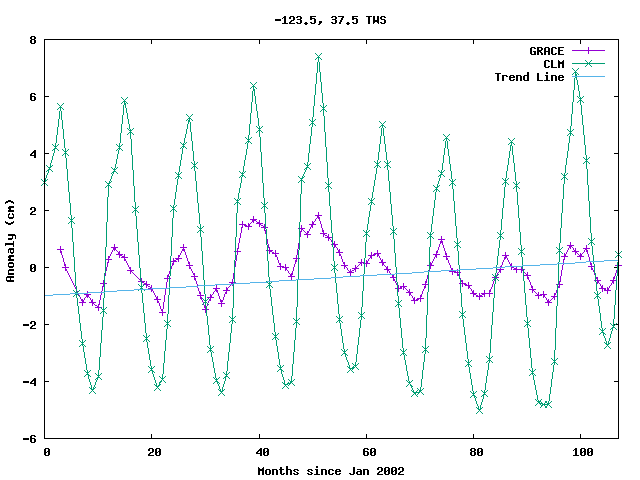 -123.5, 37.5 TWS
GRACE
CLM
Trend Line
8
6
4
2
0
-2
-4
-6
Anomaly (cm)
0 20 40 60 80 100
Months since Jan 2002